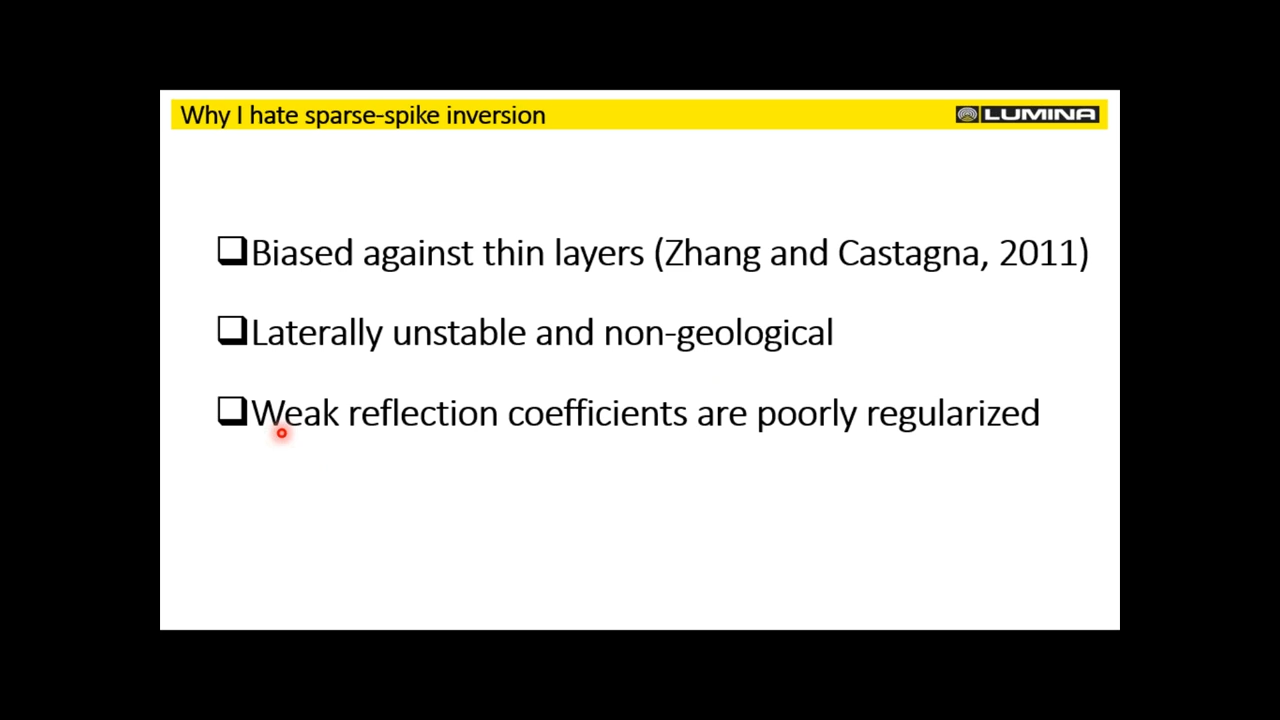 Why I hate sparse-spike inversion
LUMINA
Biased against thin layers (Zhang and Castagna, 2011)
Laterally unstable and non-geological
Weak reflection coefficients are poorly regularized